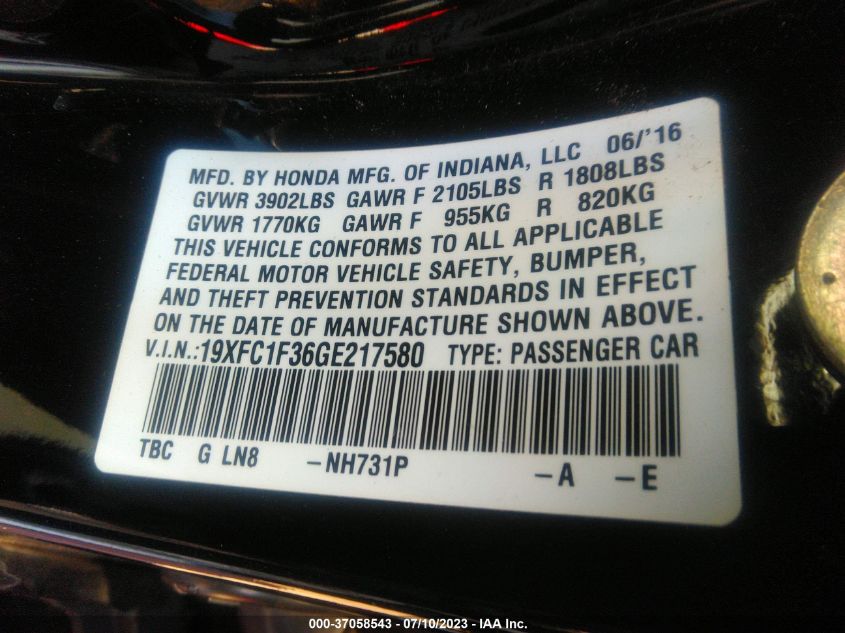 MFD. BY HONDA MFG. OF INDIANA, LLC 06/'16
GVWR 3902LBS GAWR F 2105LBS R 1808LBS
GVWR 1770KG GAWR F 955KG R 820KG
THIS VEHICLE CONFORMS TO ALL APPLICABLE
FEDERAL MOTOR VEHICLE SAFETY, BUMPER,
AND THEFT PREVENTION STANDARDS IN EFFECT
ON THE DATE OF MANUFACTURE SHOWN ABOVE.
V.I.N.:19XFC1F36GE217580 TYPE: PASSENGER CAR
TBC G LN8 -NH731P -A -E
000-37058543 - 07/10/2023 - IAA Inc.